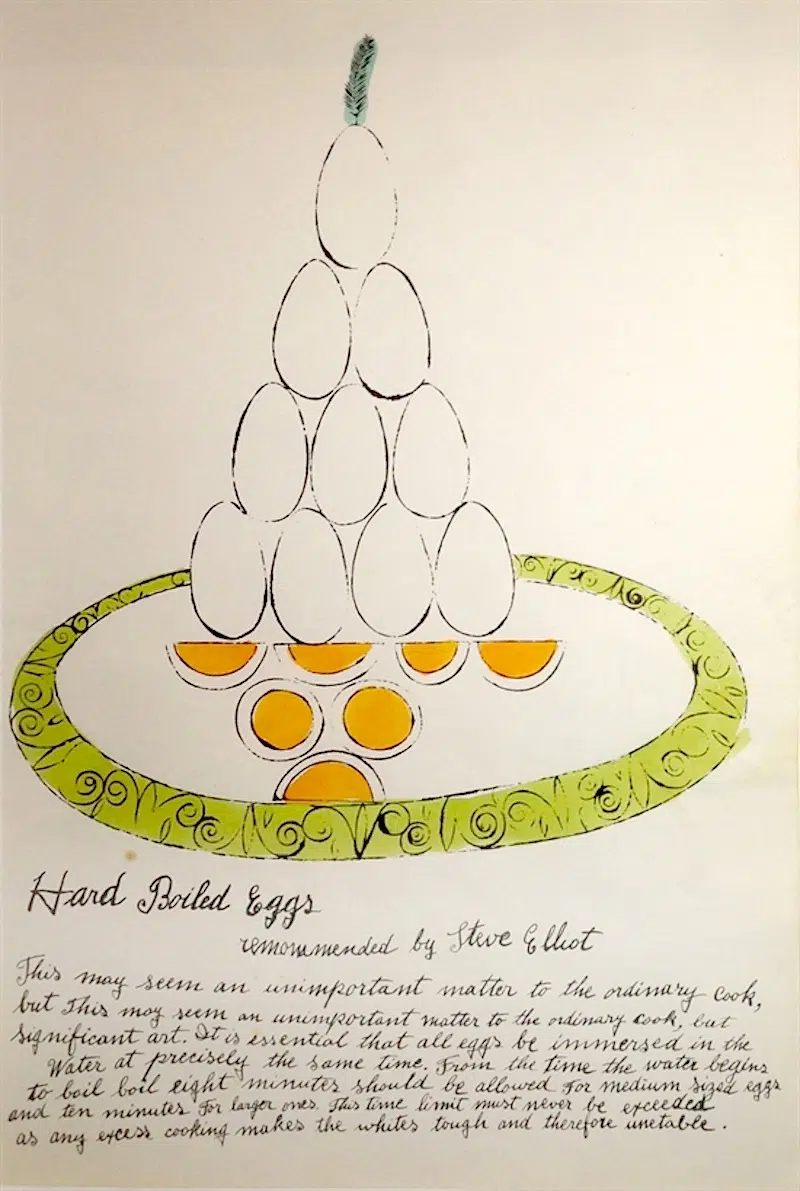 Hard Boiled Eggs
remommended by Steve Elliot
This may seem an unimportant matter to the ordinary cook,
but This may seem an unimportant matter to the ordinary cook, but
significant art. It is essential that all eggs be immersed in the
Water at precisely the same time. From the time the water begins
to boil boil eight minutes should be allowed for medium sized eggs
and ten minutes for larger ones. This time limit must never be exceeded
as any excess cooking makes the whites tough and therefore unetable.